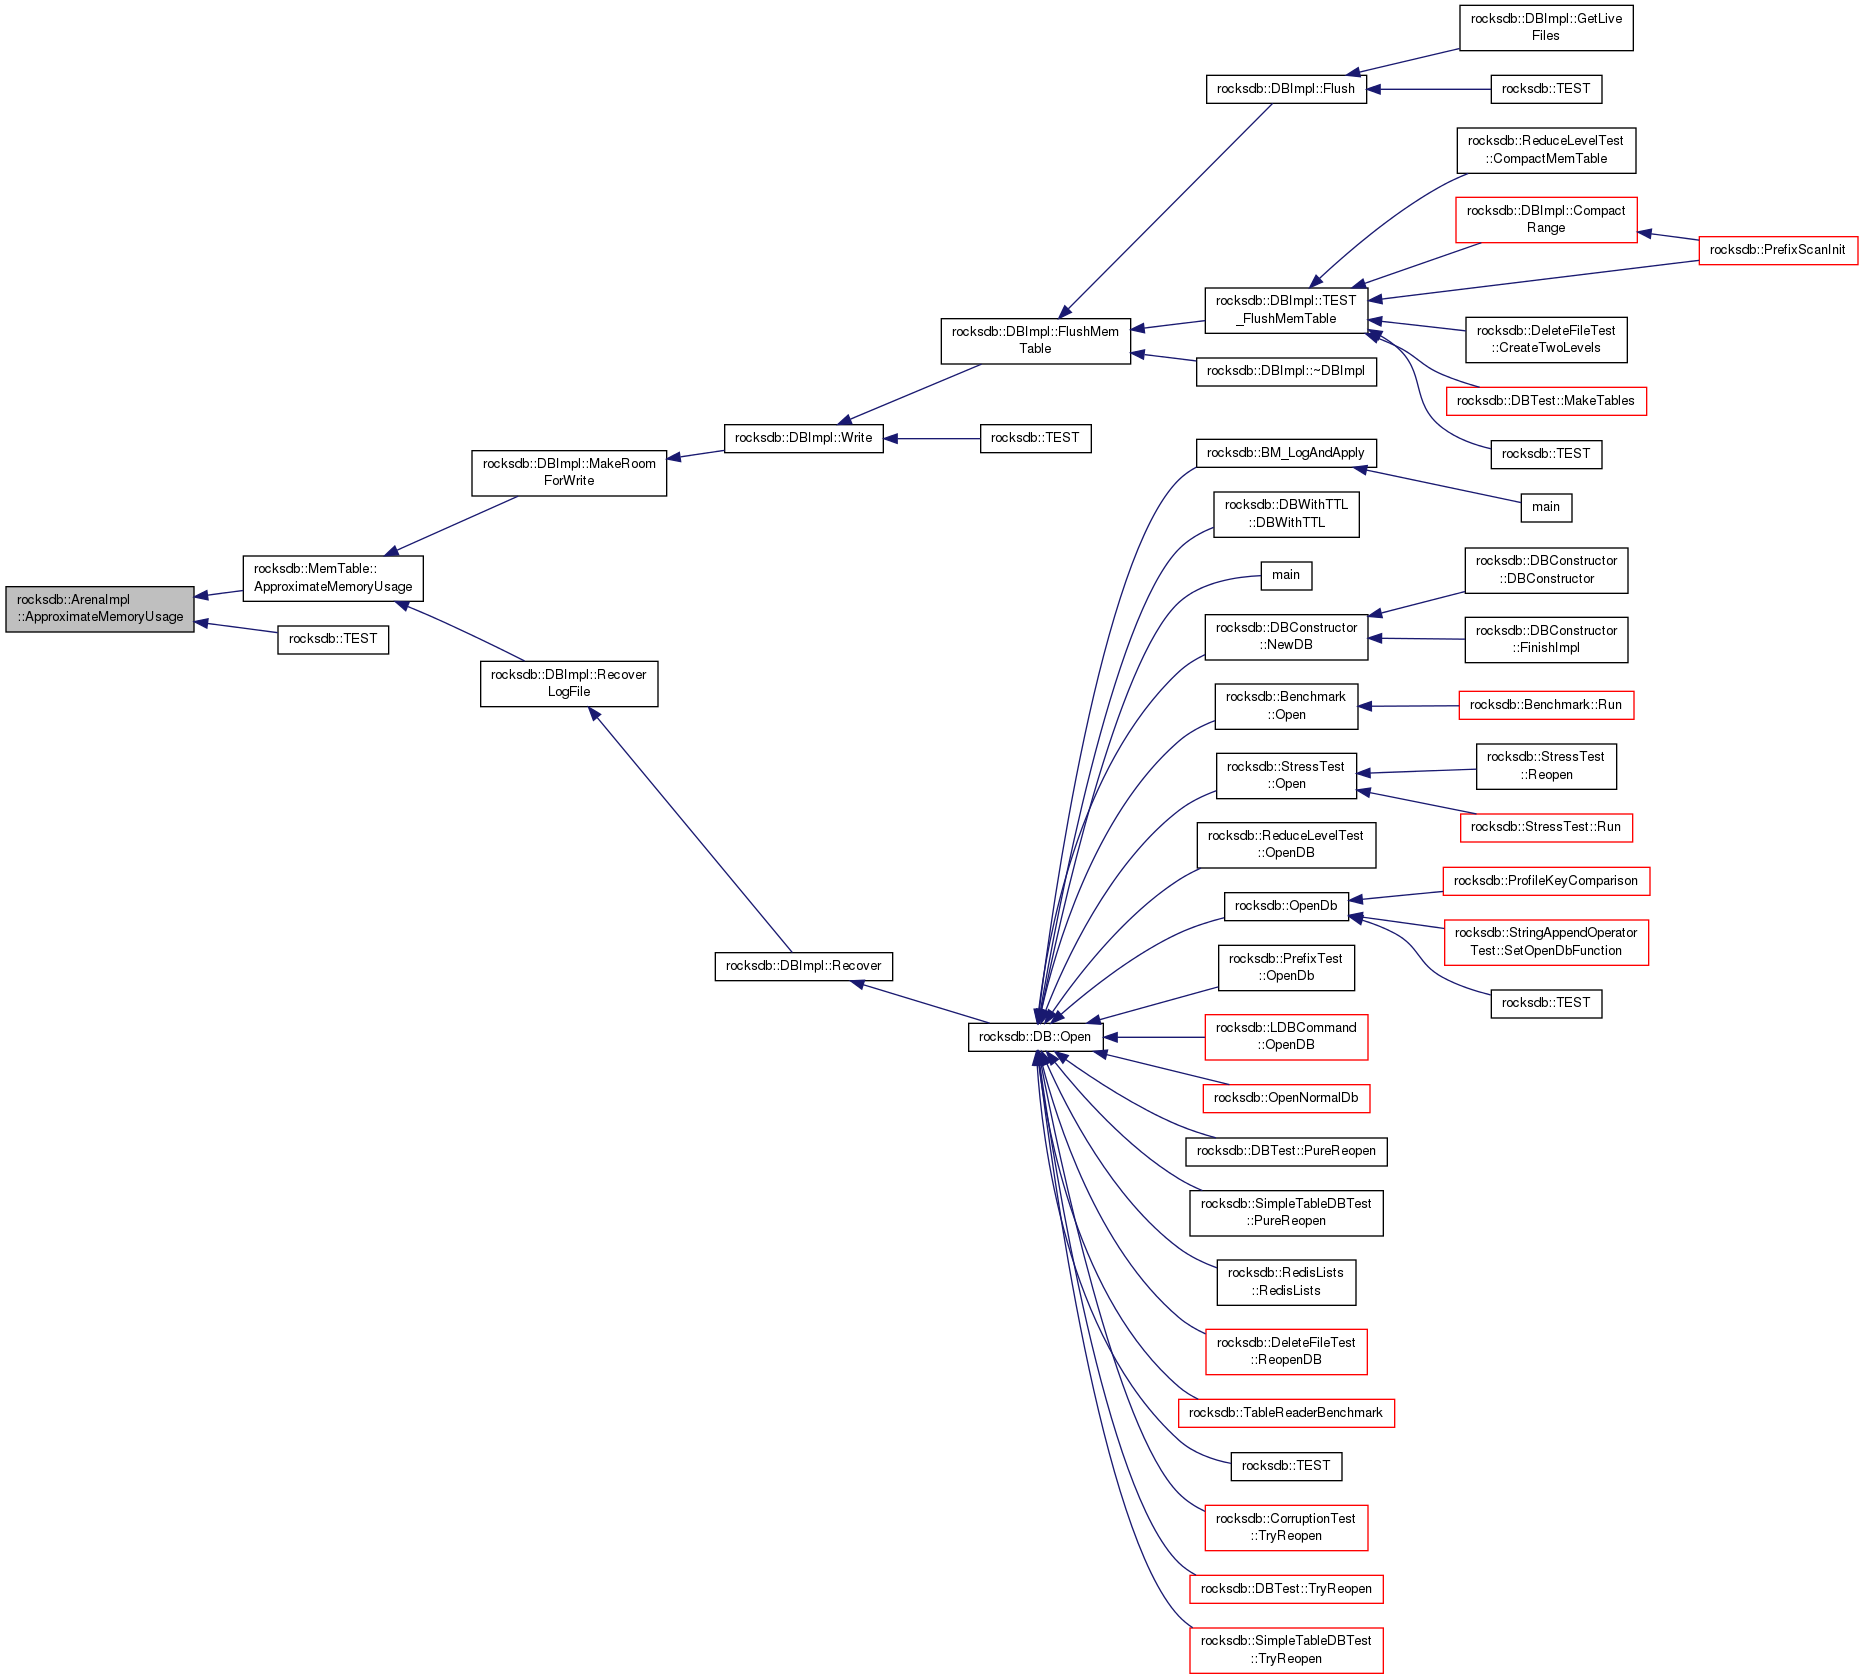 rocksdb::ArenaImpl
::ApproximateMemoryUsage
rocksdb::MemTable::
ApproximateMemoryUsage
rocksdb::TEST
rocksdb::DBImpl::MakeRoom
ForWrite
rocksdb::DBImpl::Recover
LogFile
rocksdb::DBImpl::Write
rocksdb::DBImpl::Recover
rocksdb::DBImpl::FlushMem
Table
rocksdb::TEST
rocksdb::DB::Open
rocksdb::DBImpl::Flush
rocksdb::DBImpl::TEST
_FlushMemTable
rocksdb::DBImpl::~DBImpl
rocksdb::BM_LogAndApply
rocksdb::DBWithTTL
::DBWithTTL
main
rocksdb::DBConstructor
::NewDB
rocksdb::Benchmark
::Open
rocksdb::StressTest
::Open
rocksdb::ReduceLevelTest
::OpenDB
rocksdb::OpenDb
rocksdb::PrefixTest
::OpenDb
rocksdb::LDBCommand
::OpenDB
rocksdb::OpenNormalDb
rocksdb::DBTest::PureReopen
rocksdb::SimpleTableDBTest
::PureReopen
rocksdb::RedisLists
::RedisLists
rocksdb::DeleteFileTest
::ReopenDB
rocksdb::TableReaderBenchmark
rocksdb::TEST
rocksdb::CorruptionTest
::TryReopen
rocksdb::DBTest::TryReopen
rocksdb::SimpleTableDBTest
::TryReopen
rocksdb::DBImpl::GetLive
Files
rocksdb::TEST
rocksdb::ReduceLevelTest
::CompactMemTable
rocksdb::DBImpl::Compact
Range
rocksdb::PrefixScanInit
rocksdb::DeleteFileTest
::CreateTwoLevels
rocksdb::DBTest::MakeTables
rocksdb::TEST
main
rocksdb::DBConstructor
::DBConstructor
rocksdb::DBConstructor
::FinishImpl
rocksdb::Benchmark::Run
rocksdb::StressTest
::Reopen
rocksdb::StressTest::Run
rocksdb::ProfileKeyComparison
rocksdb::StringAppendOperator
Test::SetOpenDbFunction
rocksdb::TEST